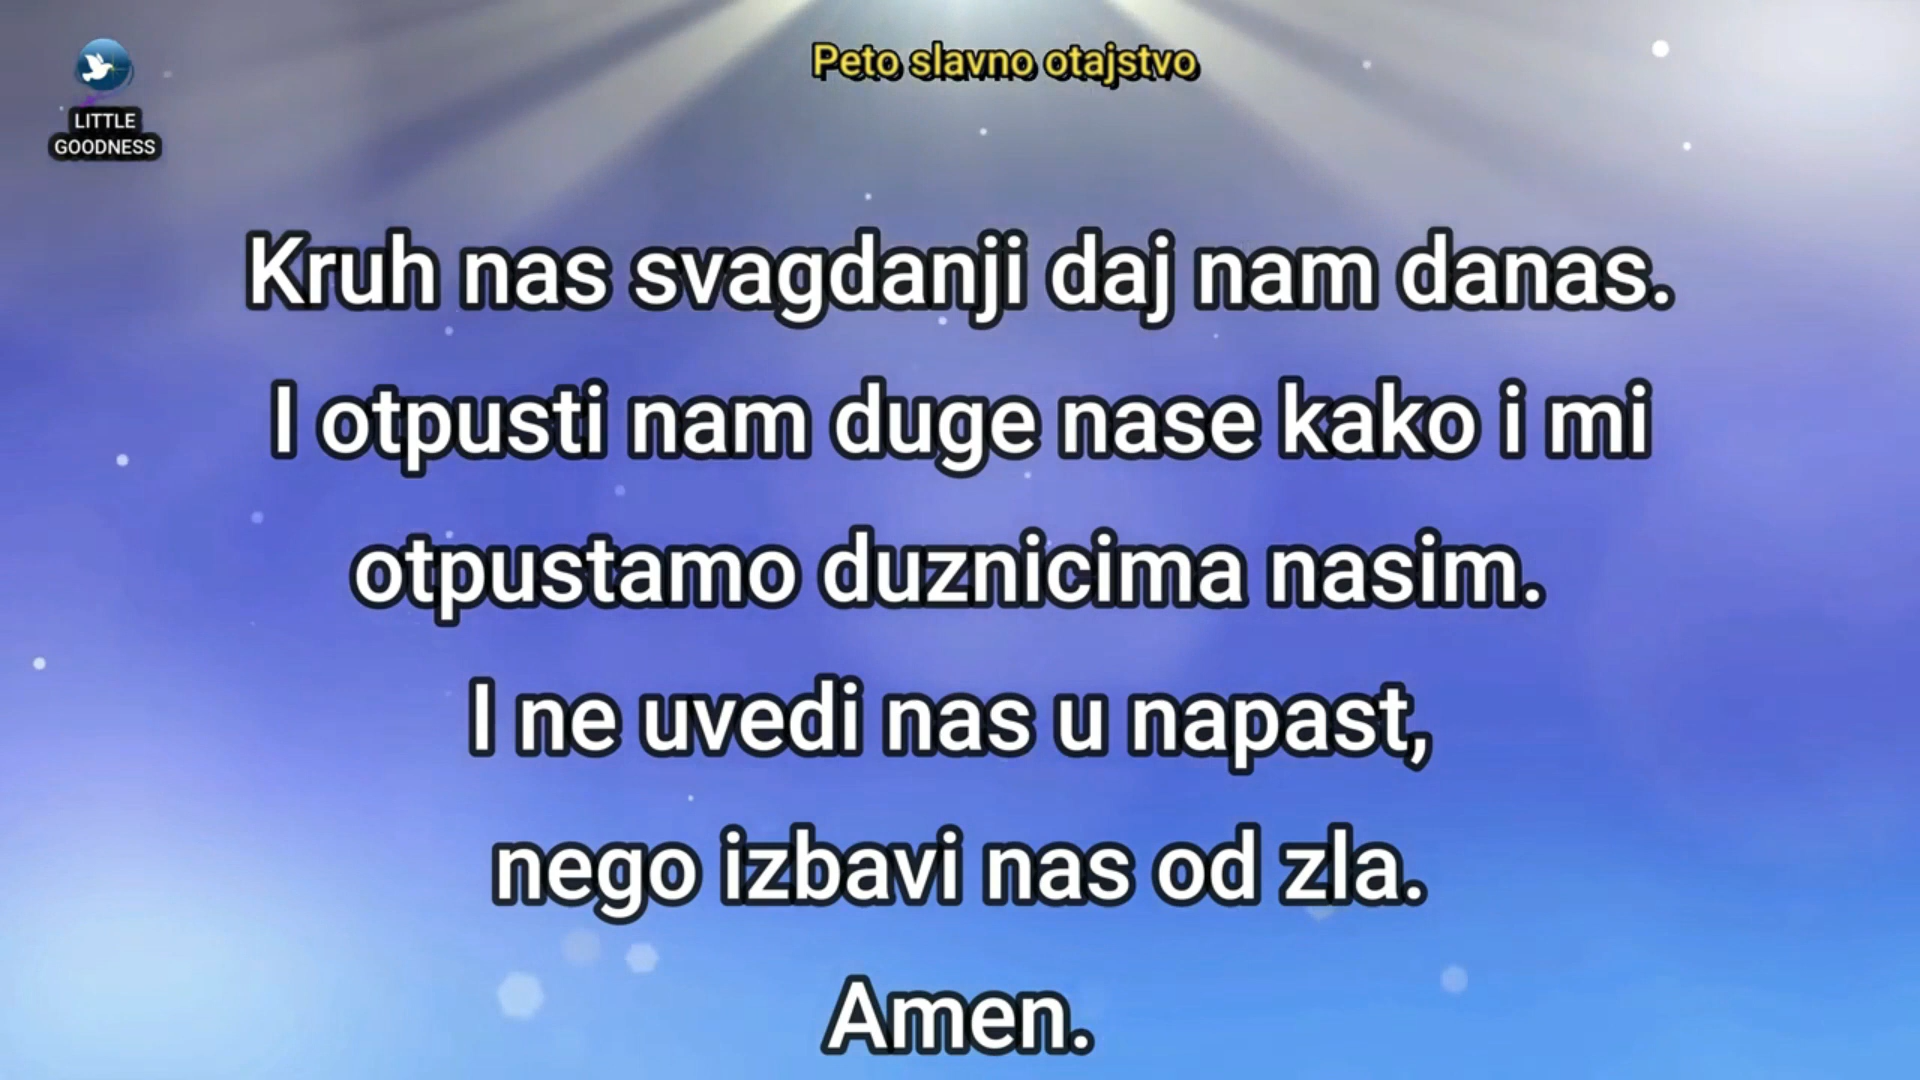 Peto slavno otajstvo
LITTLE
GOODNESS
Kruh nas svagdanji daj nam danas.
I otpusti nam duge nase kako i mi
otpustamo duznicima nasim.
I ne uvedi nas u napast,
nego izbavi nas od zla.
Amen.